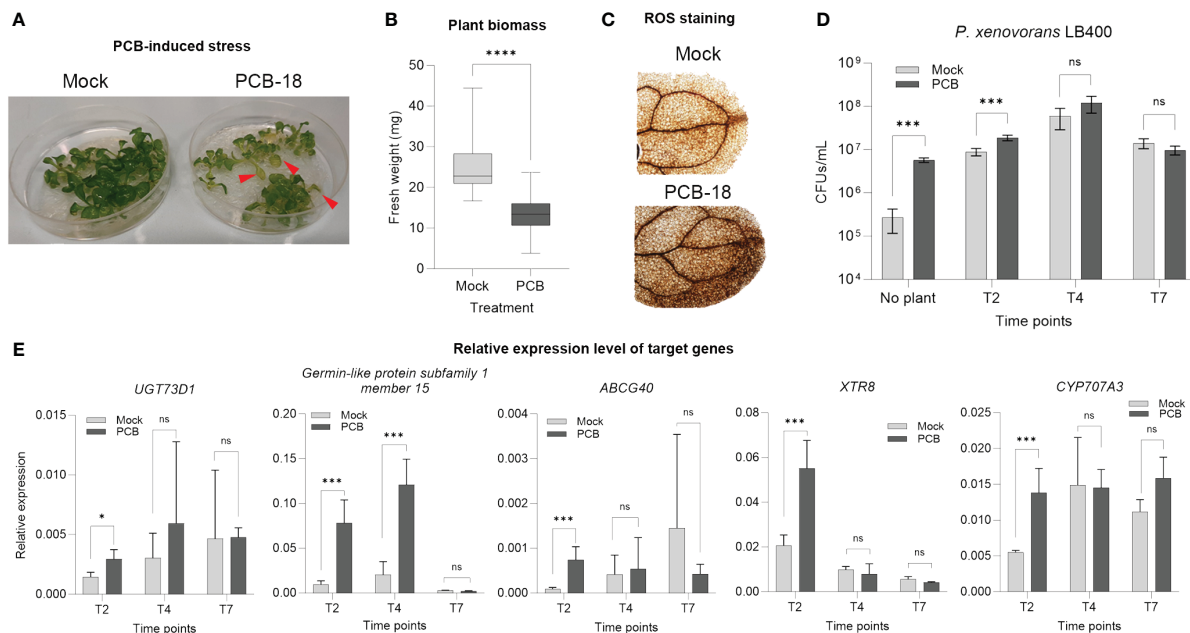 A
PCB-induced stress
Mock
PCB-18
B
Plant biomass
****
50
40
30
20
10
0
Fresh weight (mg)
Mock
PCB
Treatment
C
ROS staining
Mock
PCB-18
D
P. xenovorans LB400
Mock
PCB
10⁹
10⁸
10⁷
10⁶
10⁵
10⁴
CFUs/mL
***
***
ns
ns
No plant
T2
T4
T7
Time points
E
Relative expression level of target genes
UGT73D1
Mock
PCB
0.015
0.010
0.005
0.000
Relative expression
*
ns
ns
T2
T4
T7
Time points
Germin-like protein subfamily 1
member 15
Mock
PCB
0.20
0.15
0.10
0.05
0.00
***
***
ns
T2
T4
T7
Time points
ABCG40
Mock
PCB
0.004
0.003
0.002
0.001
0.000
***
ns
ns
T2
T4
T7
Time points
XTR8
Mock
PCB
0.08
0.06
0.04
0.02
0.00
***
ns
ns
T2
T4
T7
Time points
CYP707A3
Mock
PCB
0.025
0.020
0.015
0.010
0.005
0.000
***
ns
ns
T2
T4
T7
Time points